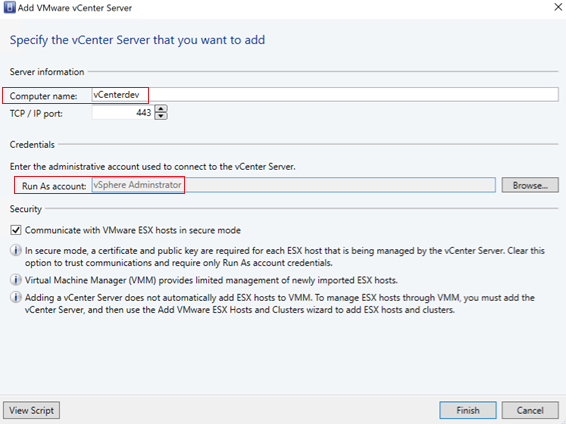 Add VMware vCenter Server
Specify the vCenter Server that you want to add
Server information
Computer name: vCenterdev
TCP / IP port: 443
Credentials
Enter the administrative account used to connect to the vCenter Server.
Run As account: vSphere Adminstrator Browse...
Security
Communicate with VMware ESX hosts in secure mode
In secure mode, a certificate and public key are required for each ESX host that is being managed by the vCenter Server. Clear this
option to trust communications and require only Run As account credentials.
Virtual Machine Manager (VMM) provides limited management of newly imported ESX hosts.
Adding a vCenter Server does not automatically add ESX hosts to VMM. To manage ESX hosts through VMM, you must add the
vCenter Server, and then use the Add VMware ESX Hosts and Clusters wizard to add ESX hosts and clusters.
View Script Finish Cancel